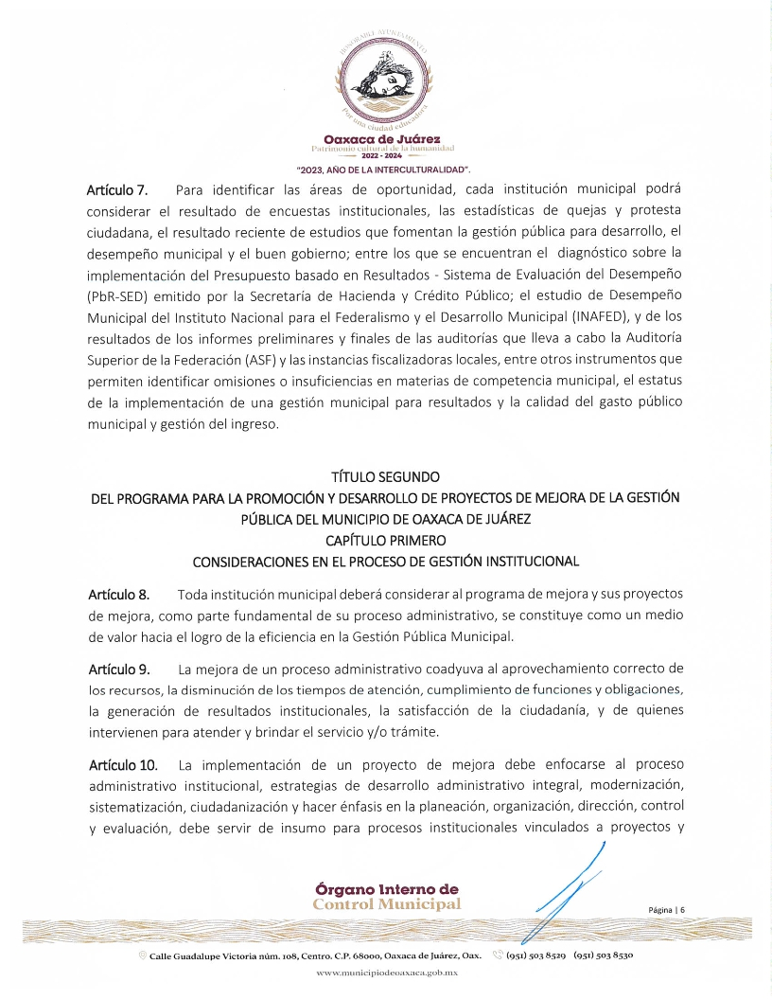 HONORABLE AYUNTAMIENTO
Por una ciudad educadora
Oaxaca de Juárez
Patrimonio cultural de la humanidad
2022 - 2024
"2023, AÑO DE LA INTERCULTURALIDAD".
Artículo 7. Para identificar las áreas de oportunidad, cada institución municipal podrá
considerar el resultado de encuestas institucionales, las estadísticas de quejas y protesta
ciudadana, el resultado reciente de estudios que fomentan la gestión pública para desarrollo, el
desempeño municipal y el buen gobierno; entre los que se encuentran el diagnóstico sobre la
implementación del Presupuesto basado en Resultados - Sistema de Evaluación del Desempeño
(PbR-SED) emitido por la Secretaría de Hacienda y Crédito Público; el estudio de Desempeño
Municipal del Instituto Nacional para el Federalismo y el Desarrollo Municipal (INAFED), y de los
resultados de los informes preliminares y finales de las auditorías que lleva a cabo la Auditoría
Superior de la Federación (ASF) y las instancias fiscalizadoras locales, entre otros instrumentos que
permiten identificar omisiones o insuficiencias en materias de competencia municipal, el estatus
de la implementación de una gestión municipal para resultados y la calidad del gasto público
municipal y gestión del ingreso.
TÍTULO SEGUNDO
DEL PROGRAMA PARA LA PROMOCIÓN Y DESARROLLO DE PROYECTOS DE MEJORA DE LA GESTIÓN
PÚBLICA DEL MUNICIPIO DE OAXACA DE JUÁREZ
CAPÍTULO PRIMERO
CONSIDERACIONES EN EL PROCESO DE GESTIÓN INSTITUCIONAL
Artículo 8. Toda institución municipal deberá considerar al programa de mejora y sus proyectos
de mejora, como parte fundamental de su proceso administrativo, se constituye como un medio
de valor hacia el logro de la eficiencia en la Gestión Pública Municipal.
Artículo 9. La mejora de un proceso administrativo coadyuva al aprovechamiento correcto de
los recursos, la disminución de los tiempos de atención, cumplimiento de funciones y obligaciones,
la generación de resultados institucionales, la satisfacción de la ciudadanía, y de quienes
intervienen para atender y brindar el servicio y/o trámite.
Artículo 10. La implementación de un proyecto de mejora debe enfocarse al proceso
administrativo institucional, estrategias de desarrollo administrativo integral, modernización,
sistematización, ciudadanización y hacer énfasis en la planeación, organización, dirección, control
y evaluación, debe servir de insumo para procesos institucionales vinculados a proyectos y
Órgano Interno de
Control Municipal
Página | 6
Calle Guadalupe Victoria núm. 108, Centro. C.P. 68000, Oaxaca de Juárez, Oax. (951) 503 8529 (951) 503 8530
www.municipiodeoaxaca.gob.mx